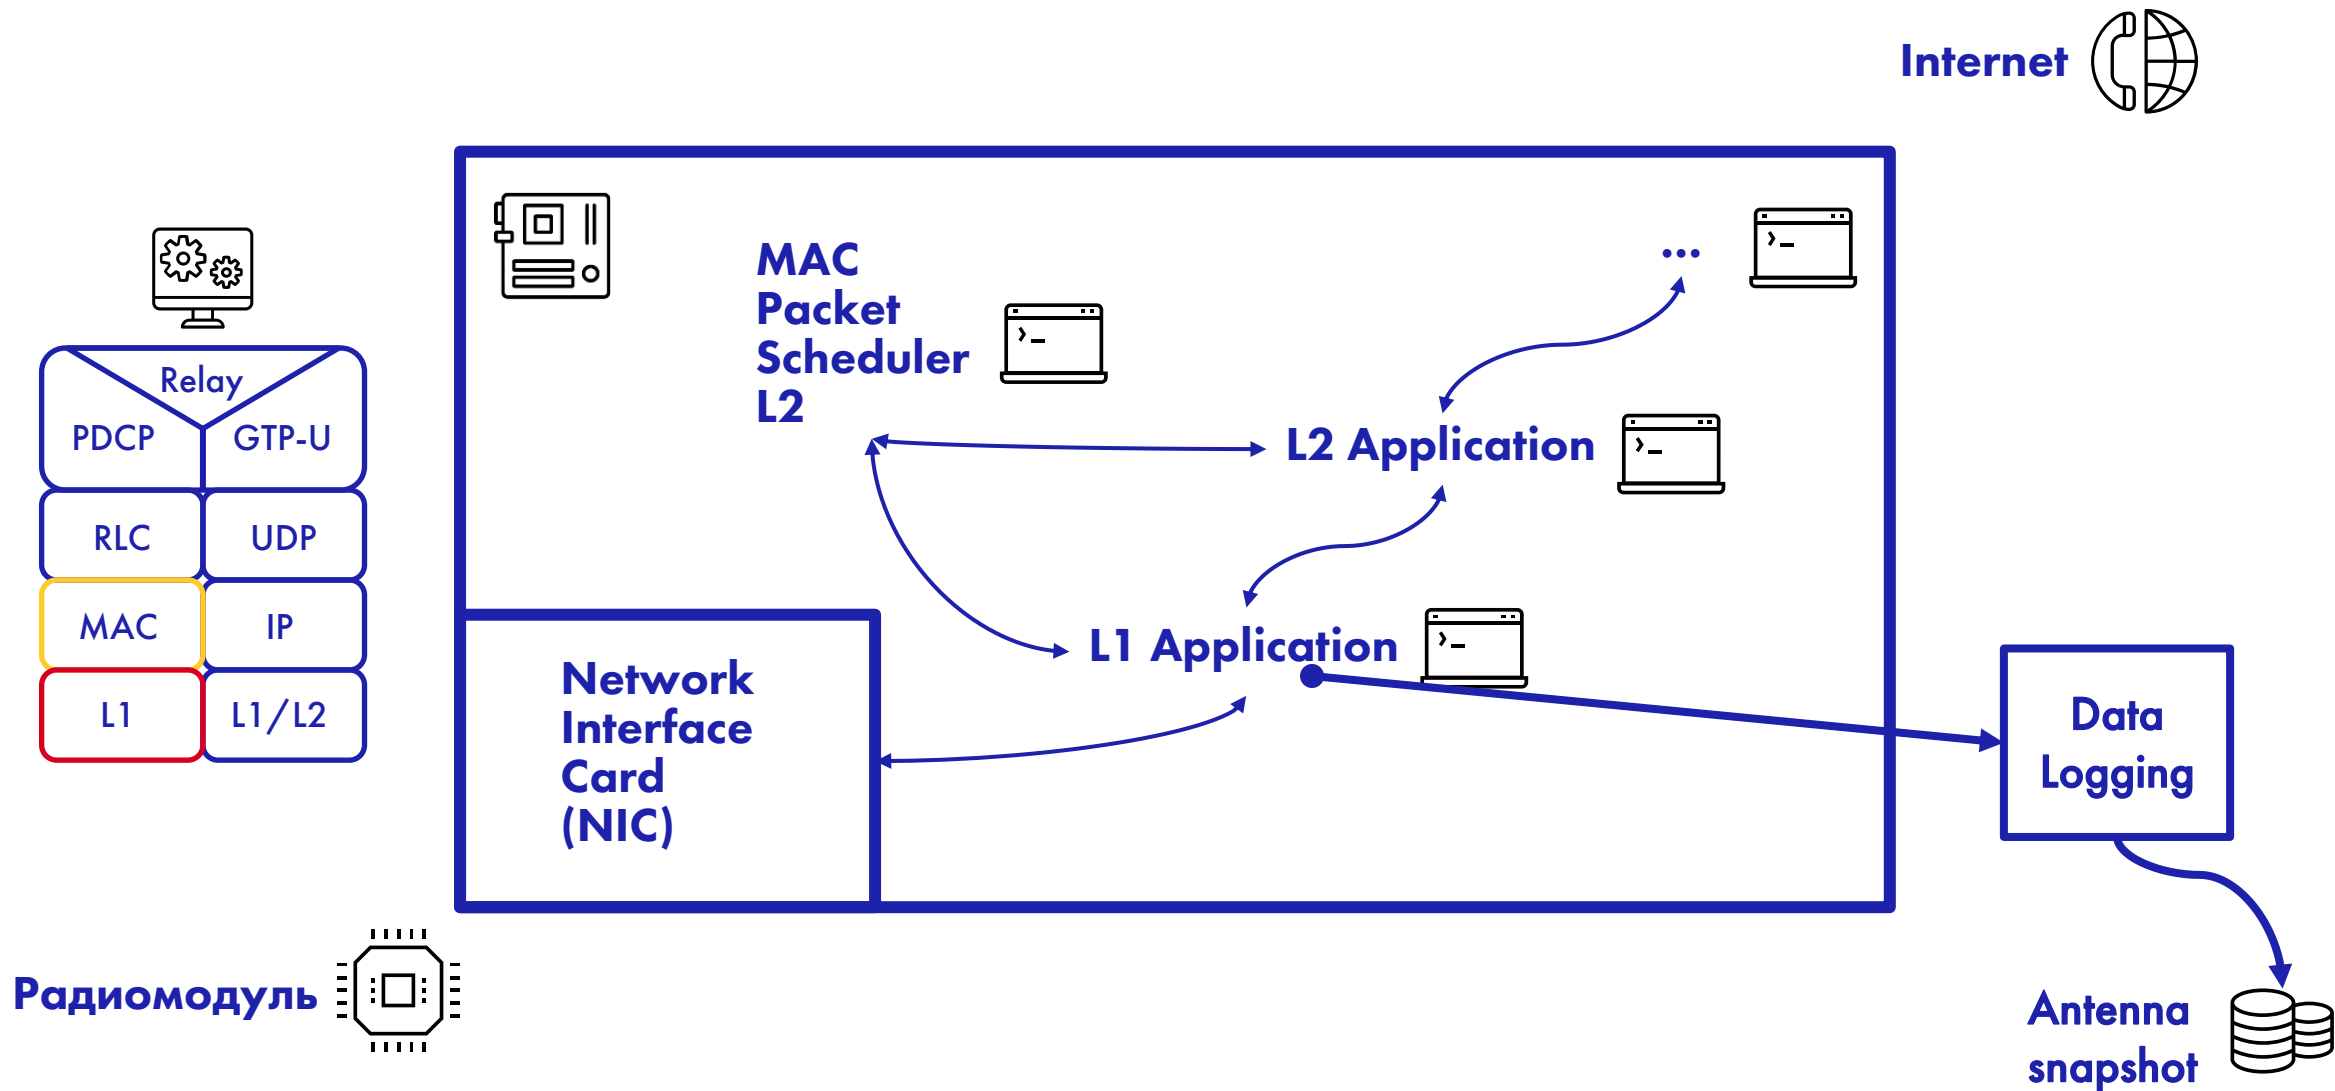 Internet
Relay
PDCP
GTP-U
RLC
UDP
MAC
IP
L1
L1/L2
MAC
Packet
Scheduler
L2
...
L2 Application
L1 Application
Network
Interface
Card
(NIC)
Data
Logging
Радиомодуль
Antenna
snapshot